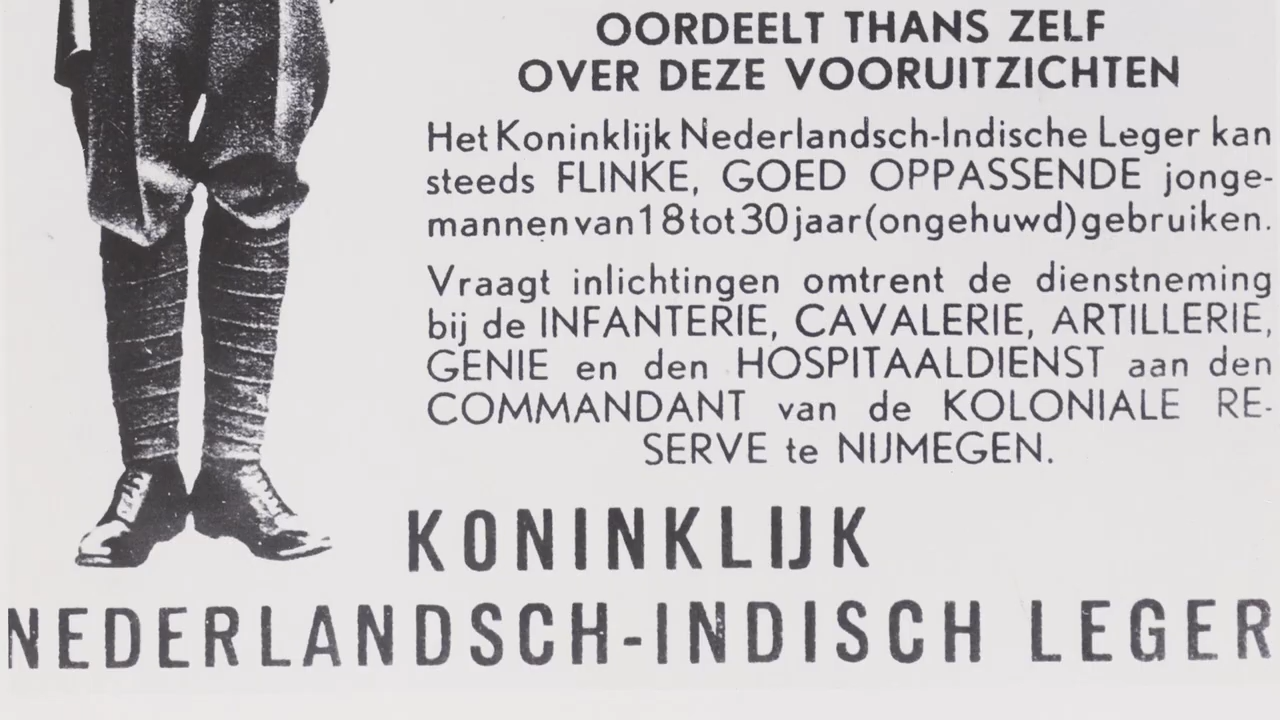 OORDEELT THANS ZELF
OVER DEZE VOORUITZICHTEN
Het Koninklijk Nederlandsch-Indische Leger kan
steeds FLINKE, GOED OPPASSENDE jonge-
mannen van 18 tot 30 jaar (ongehuwd) gebruiken.
Vraagt inlichtingen omtrent de dienstneming
bij de INFANTERIE, CAVALERIE, ARTILLERIE,
GENIE en den HOSPITAALDIENST aan den
COMMANDANT van de KOLONIALE RE-
SERVE te NIJMEGEN.
KONINKLIJK
NEDERLANDSCH-INDISCH LEGER